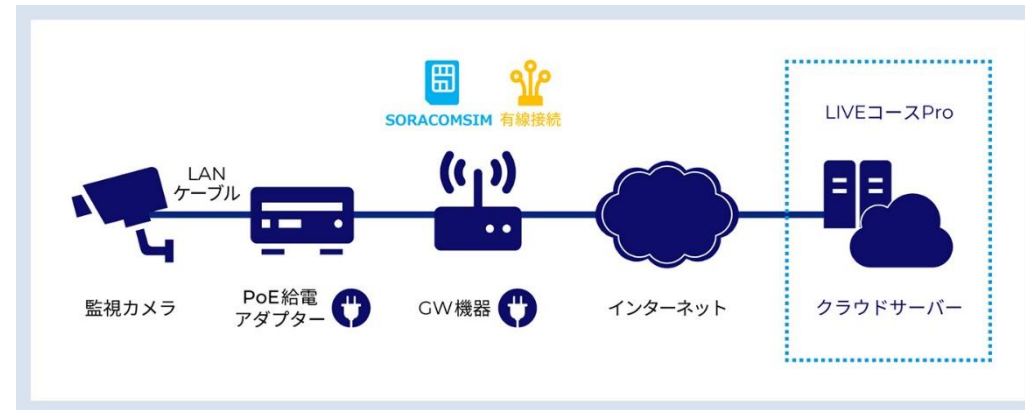 SORACOMSIM 有線接続
LIVEコースPro
LAN
ケーブル
監視カメラ
PoE給電
アダプター
GW機器
インターネット
クラウドサーバー